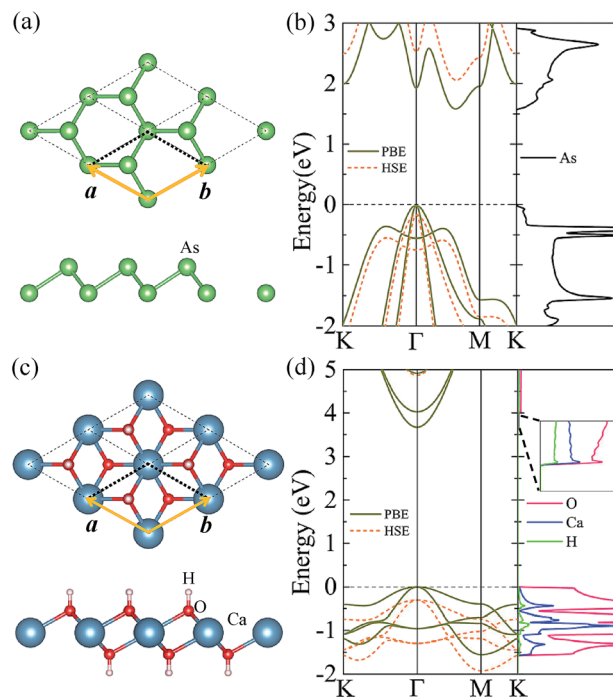 (a)
a
b
As
(b)
Energy(eV)
3
2
1
0
-1
-2
PBE
HSE
As
K
Γ
M
K
(c)
a
b
H
O
Ca
(d)
Energy (eV)
5
4
3
2
1
0
-1
-2
PBE
HSE
O
Ca
H
K
Γ
M
K